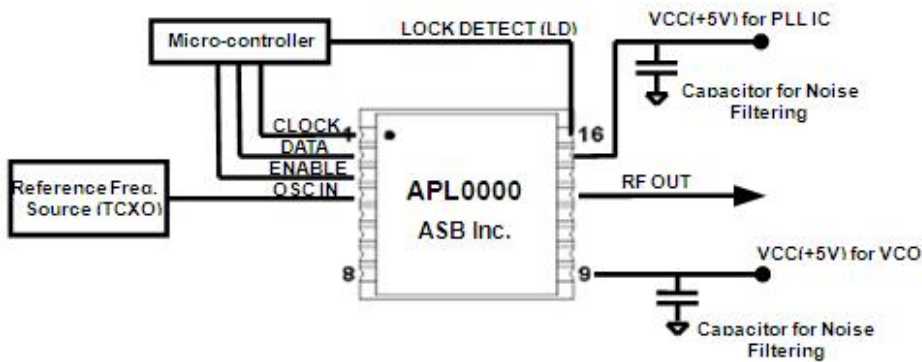 Micro-controller
LOCK DETECT (LD)
VCC(+5V) for PLL IC
Capacitor for Noise
Filtering
CLOCK
1
16
DATA
ENABLE
OSC IN
Reference Freq.
Source (TCXO)
APL0000
ASB Inc.
RF OUT
8
9
VCC(+5V) for VCO
Capacitor for Noise
Filtering